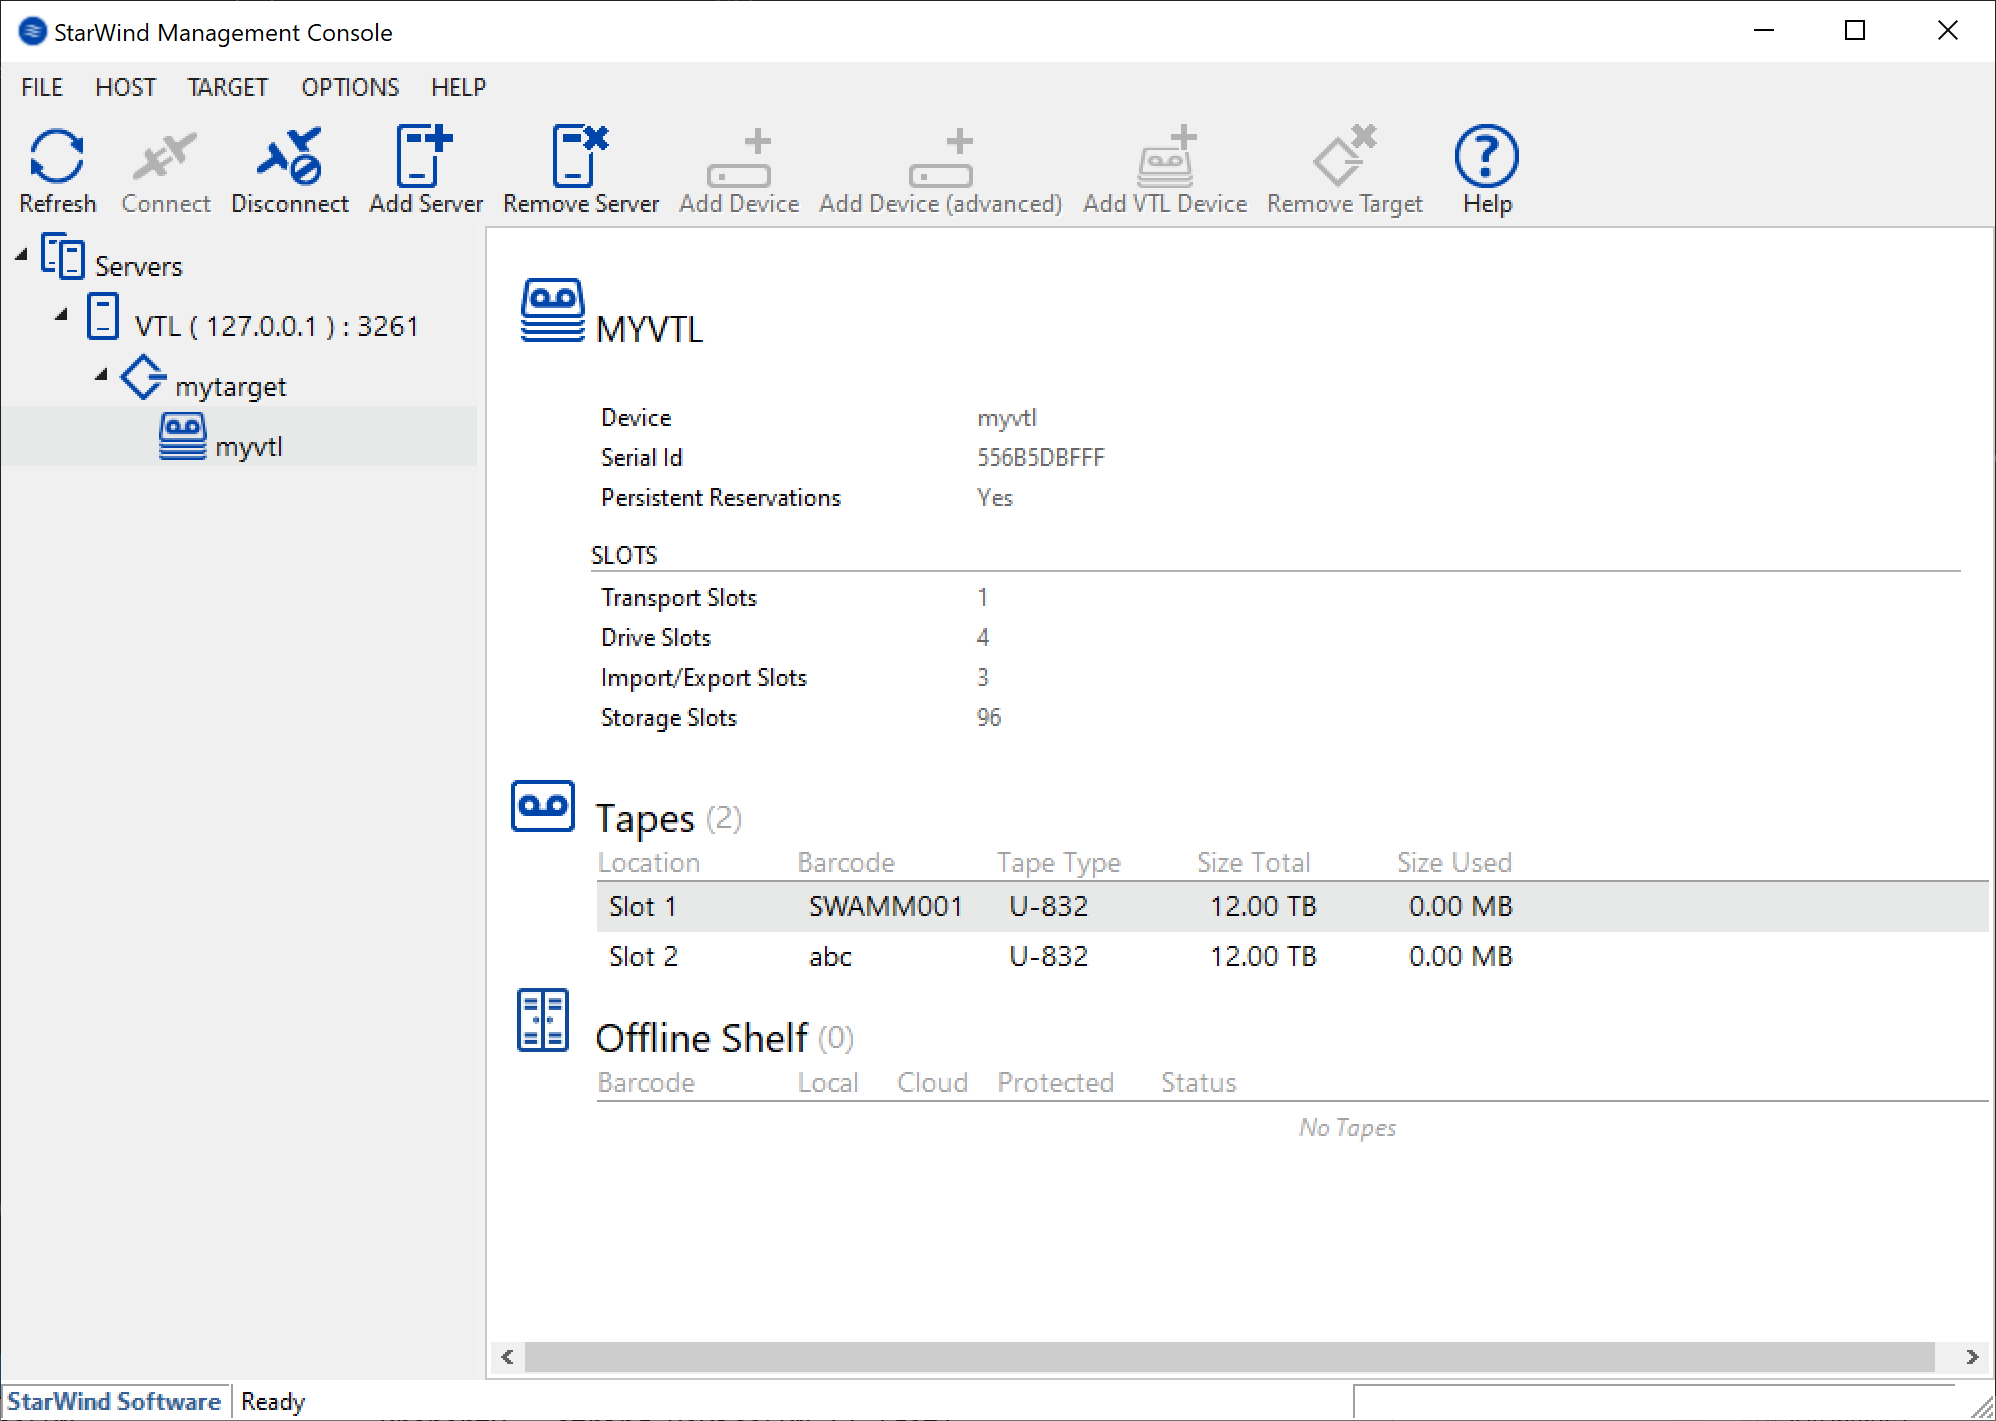 StarWind Management Console
FILE HOST TARGET OPTIONS HELP
Refresh Connect Disconnect Add Server Remove Server Add Device Add Device (advanced) Add VTL Device Remove Target Help
Servers
VTL ( 127.0.0.1 ) : 3261
mytarget
myvtl
MYVTL
Device myvtl
Serial Id 556B5DBFFF
Persistent Reservations Yes
SLOTS
Transport Slots 1
Drive Slots 4
Import/Export Slots 3
Storage Slots 96
Tapes (2)
Location Barcode Tape Type Size Total Size Used
Slot 1 SWAMM001 U-832 12.00 TB 0.00 MB
Slot 2 abc U-832 12.00 TB 0.00 MB
Offline Shelf (0)
Barcode Local Cloud Protected Status
No Tapes
StarWind Software Ready